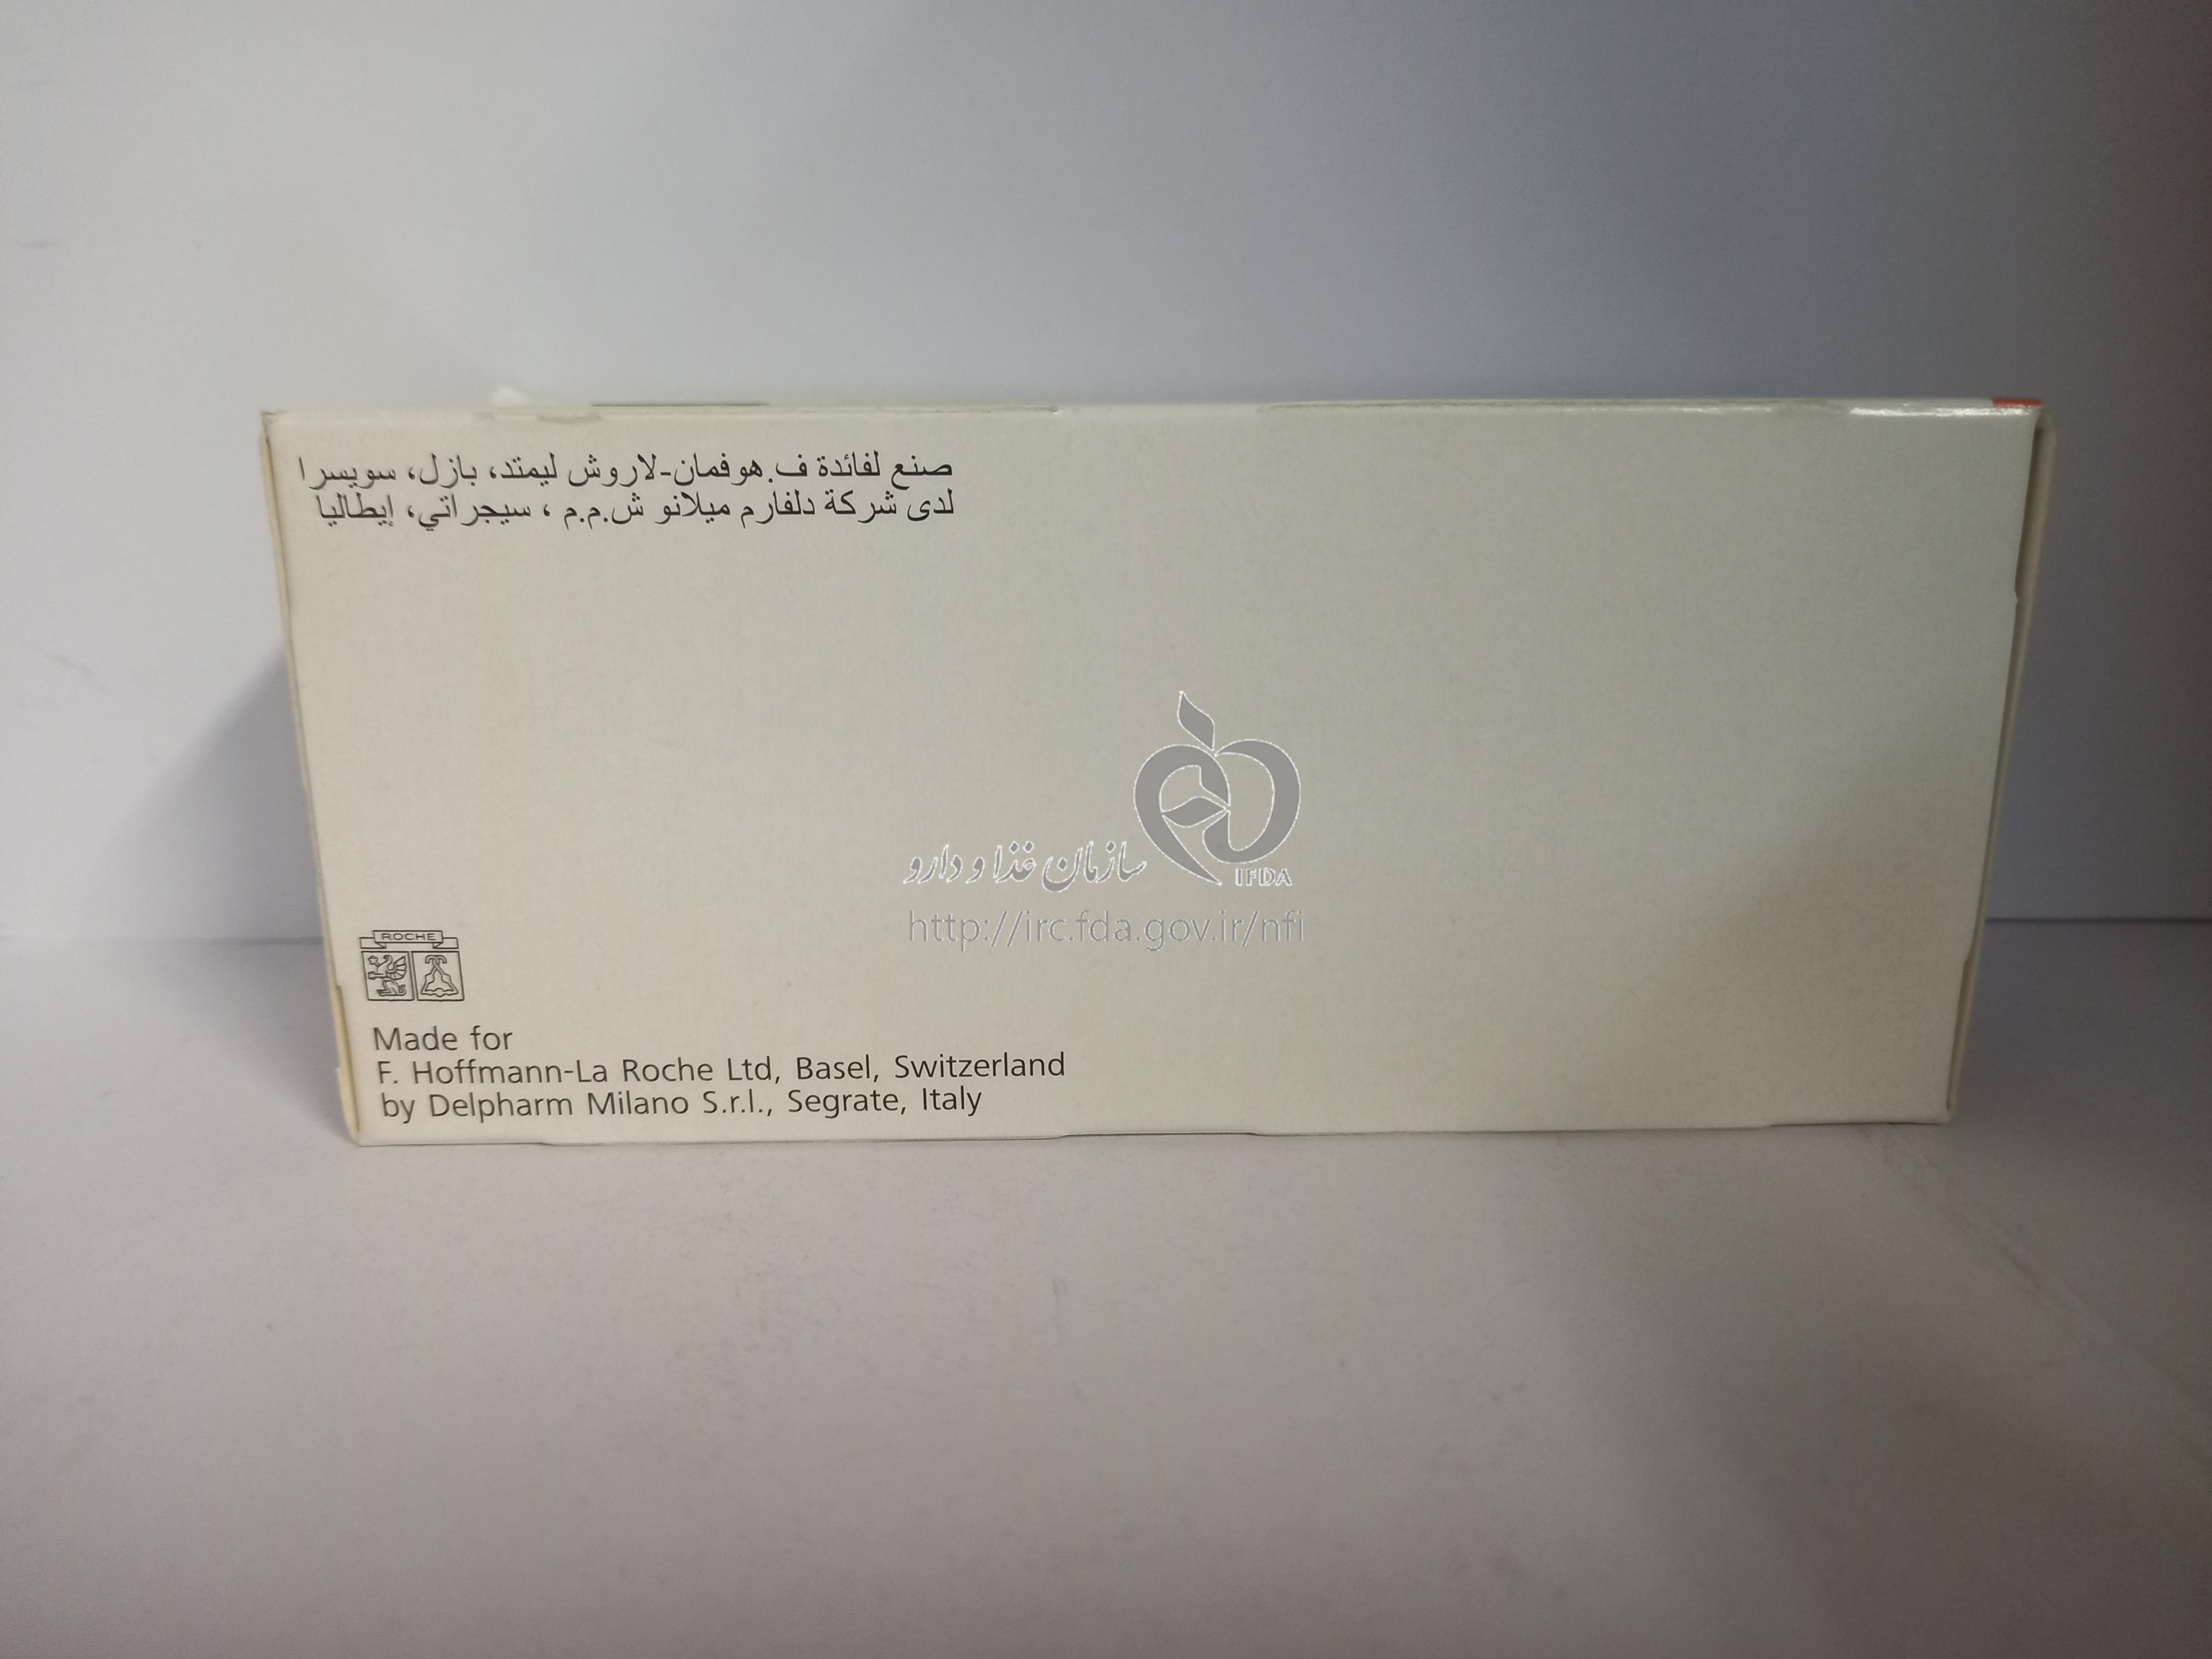 صنع لفائدة ف.هوفمان-لاروش ليمتد، بازل، سويسرا
لدى شركة دلفارم ميلانو ش.م.م ، سيجراتي، إيطاليا
سازمان غذا و دارو
IFDA
http://irc.fda.gov.ir/nfi
ROCHE
Made for
F. Hoffmann-La Roche Ltd, Basel, Switzerland
by Delpharm Milano S.r.l., Segrate, Italy